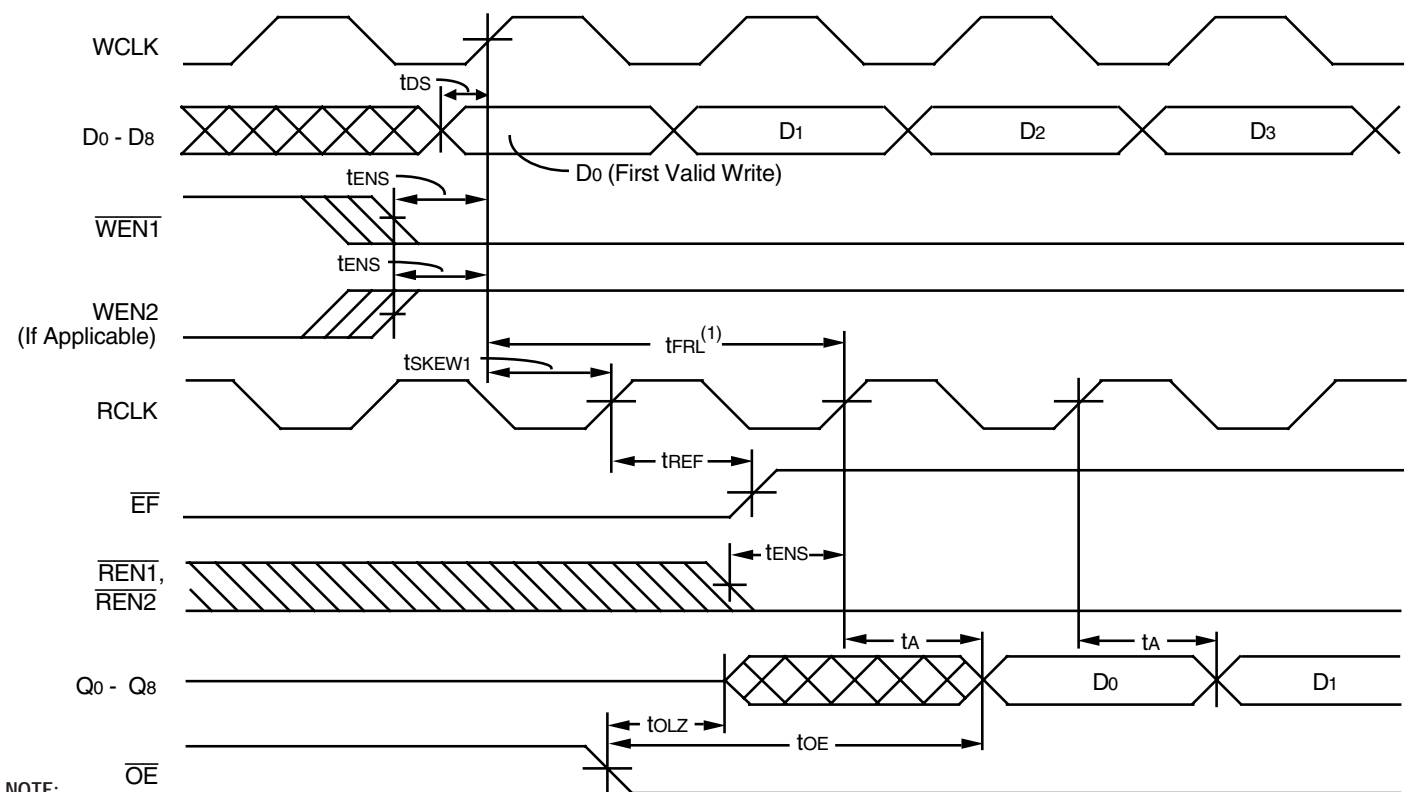 WCLK
tDS
D0 - D8
D1
D2
D3
D0 (First Valid Write)
tENS
WEN1
tENS
WEN2
(If Applicable)
tFRL(1)
tSKEW1
RCLK
tREF
EF
tENS
REN1,
REN2
tA
tA
Q0 - Q8
D0
D1
tOLZ
tOE
OE
NOTE: